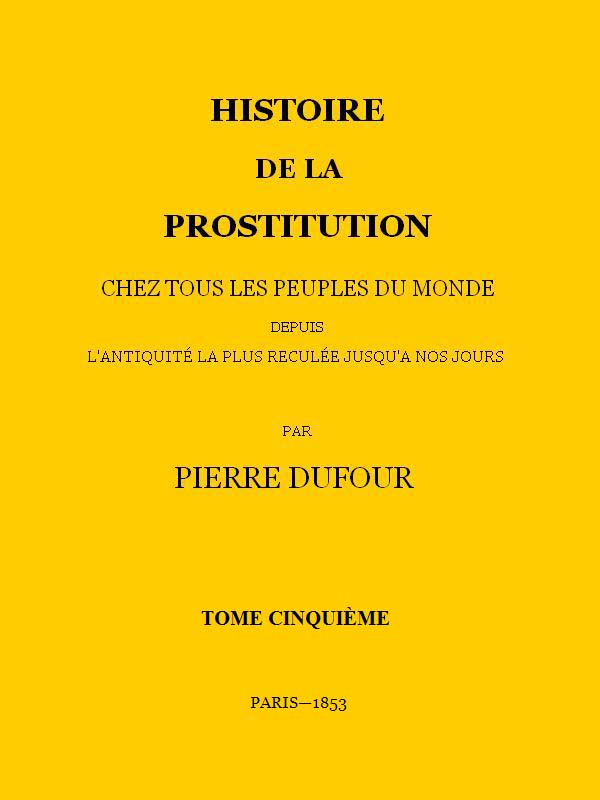 HISTOIRE
DE LA
PROSTITUTION
CHEZ TOUS LES PEUPLES DU MONDE
DEPUIS
L'ANTIQUITÉ LA PLUS RECULÉE JUSQU'A NOS JOURS
PAR
PIERRE DUFOUR
TOME CINQUIÈME
PARIS—1853